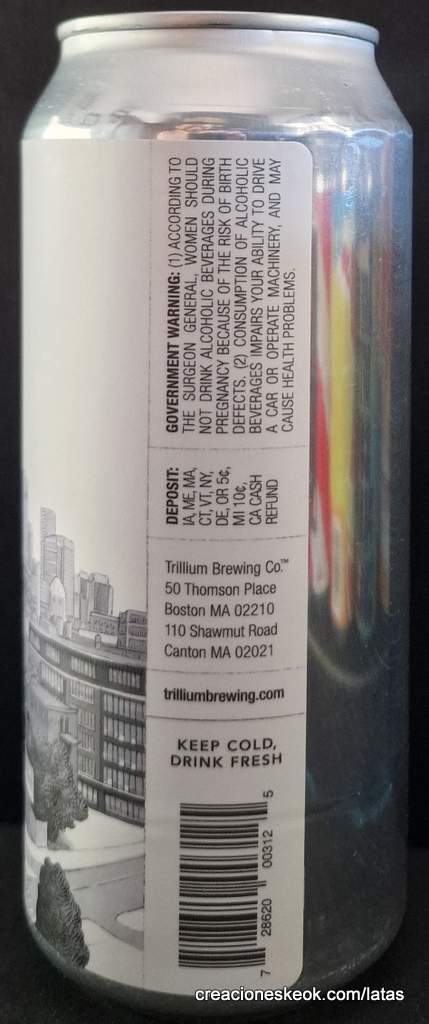 GOVERNMENT WARNING: (1) ACCORDING TO
THE SURGEON GENERAL, WOMEN SHOULD
NOT DRINK ALCOHOLIC BEVERAGES DURING
PREGNANCY BECAUSE OF THE RISK OF BIRTH
DEFECTS. (2) CONSUMPTION OF ALCOHOLIC
BEVERAGES IMPAIRS YOUR ABILITY TO DRIVE
A CAR OR OPERATE MACHINERY, AND MAY
CAUSE HEALTH PROBLEMS.
DEPOSIT:
IA, ME, MA,
CT, VT, NY,
DE, OR 5¢,
MI 10¢,
CA CASH
REFUND
Trillium Brewing Co.™
50 Thomson Place
Boston MA 02210
110 Shawmut Road
Canton MA 02021
trilliumbrewing.com
KEEP COLD,
DRINK FRESH
7 28620 00312 5
creacioneskeok.com/latas